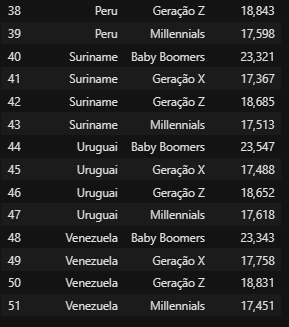 38 Peru Geração Z 18,843
39 Peru Millennials 17,598
40 Suriname Baby Boomers 23,321
41 Suriname Geração X 17,367
42 Suriname Geração Z 18,685
43 Suriname Millennials 17,513
44 Uruguai Baby Boomers 23,547
45 Uruguai Geração X 17,488
46 Uruguai Geração Z 18,652
47 Uruguai Millennials 17,618
48 Venezuela Baby Boomers 23,343
49 Venezuela Geração X 17,758
50 Venezuela Geração Z 18,831
51 Venezuela Millennials 17,451